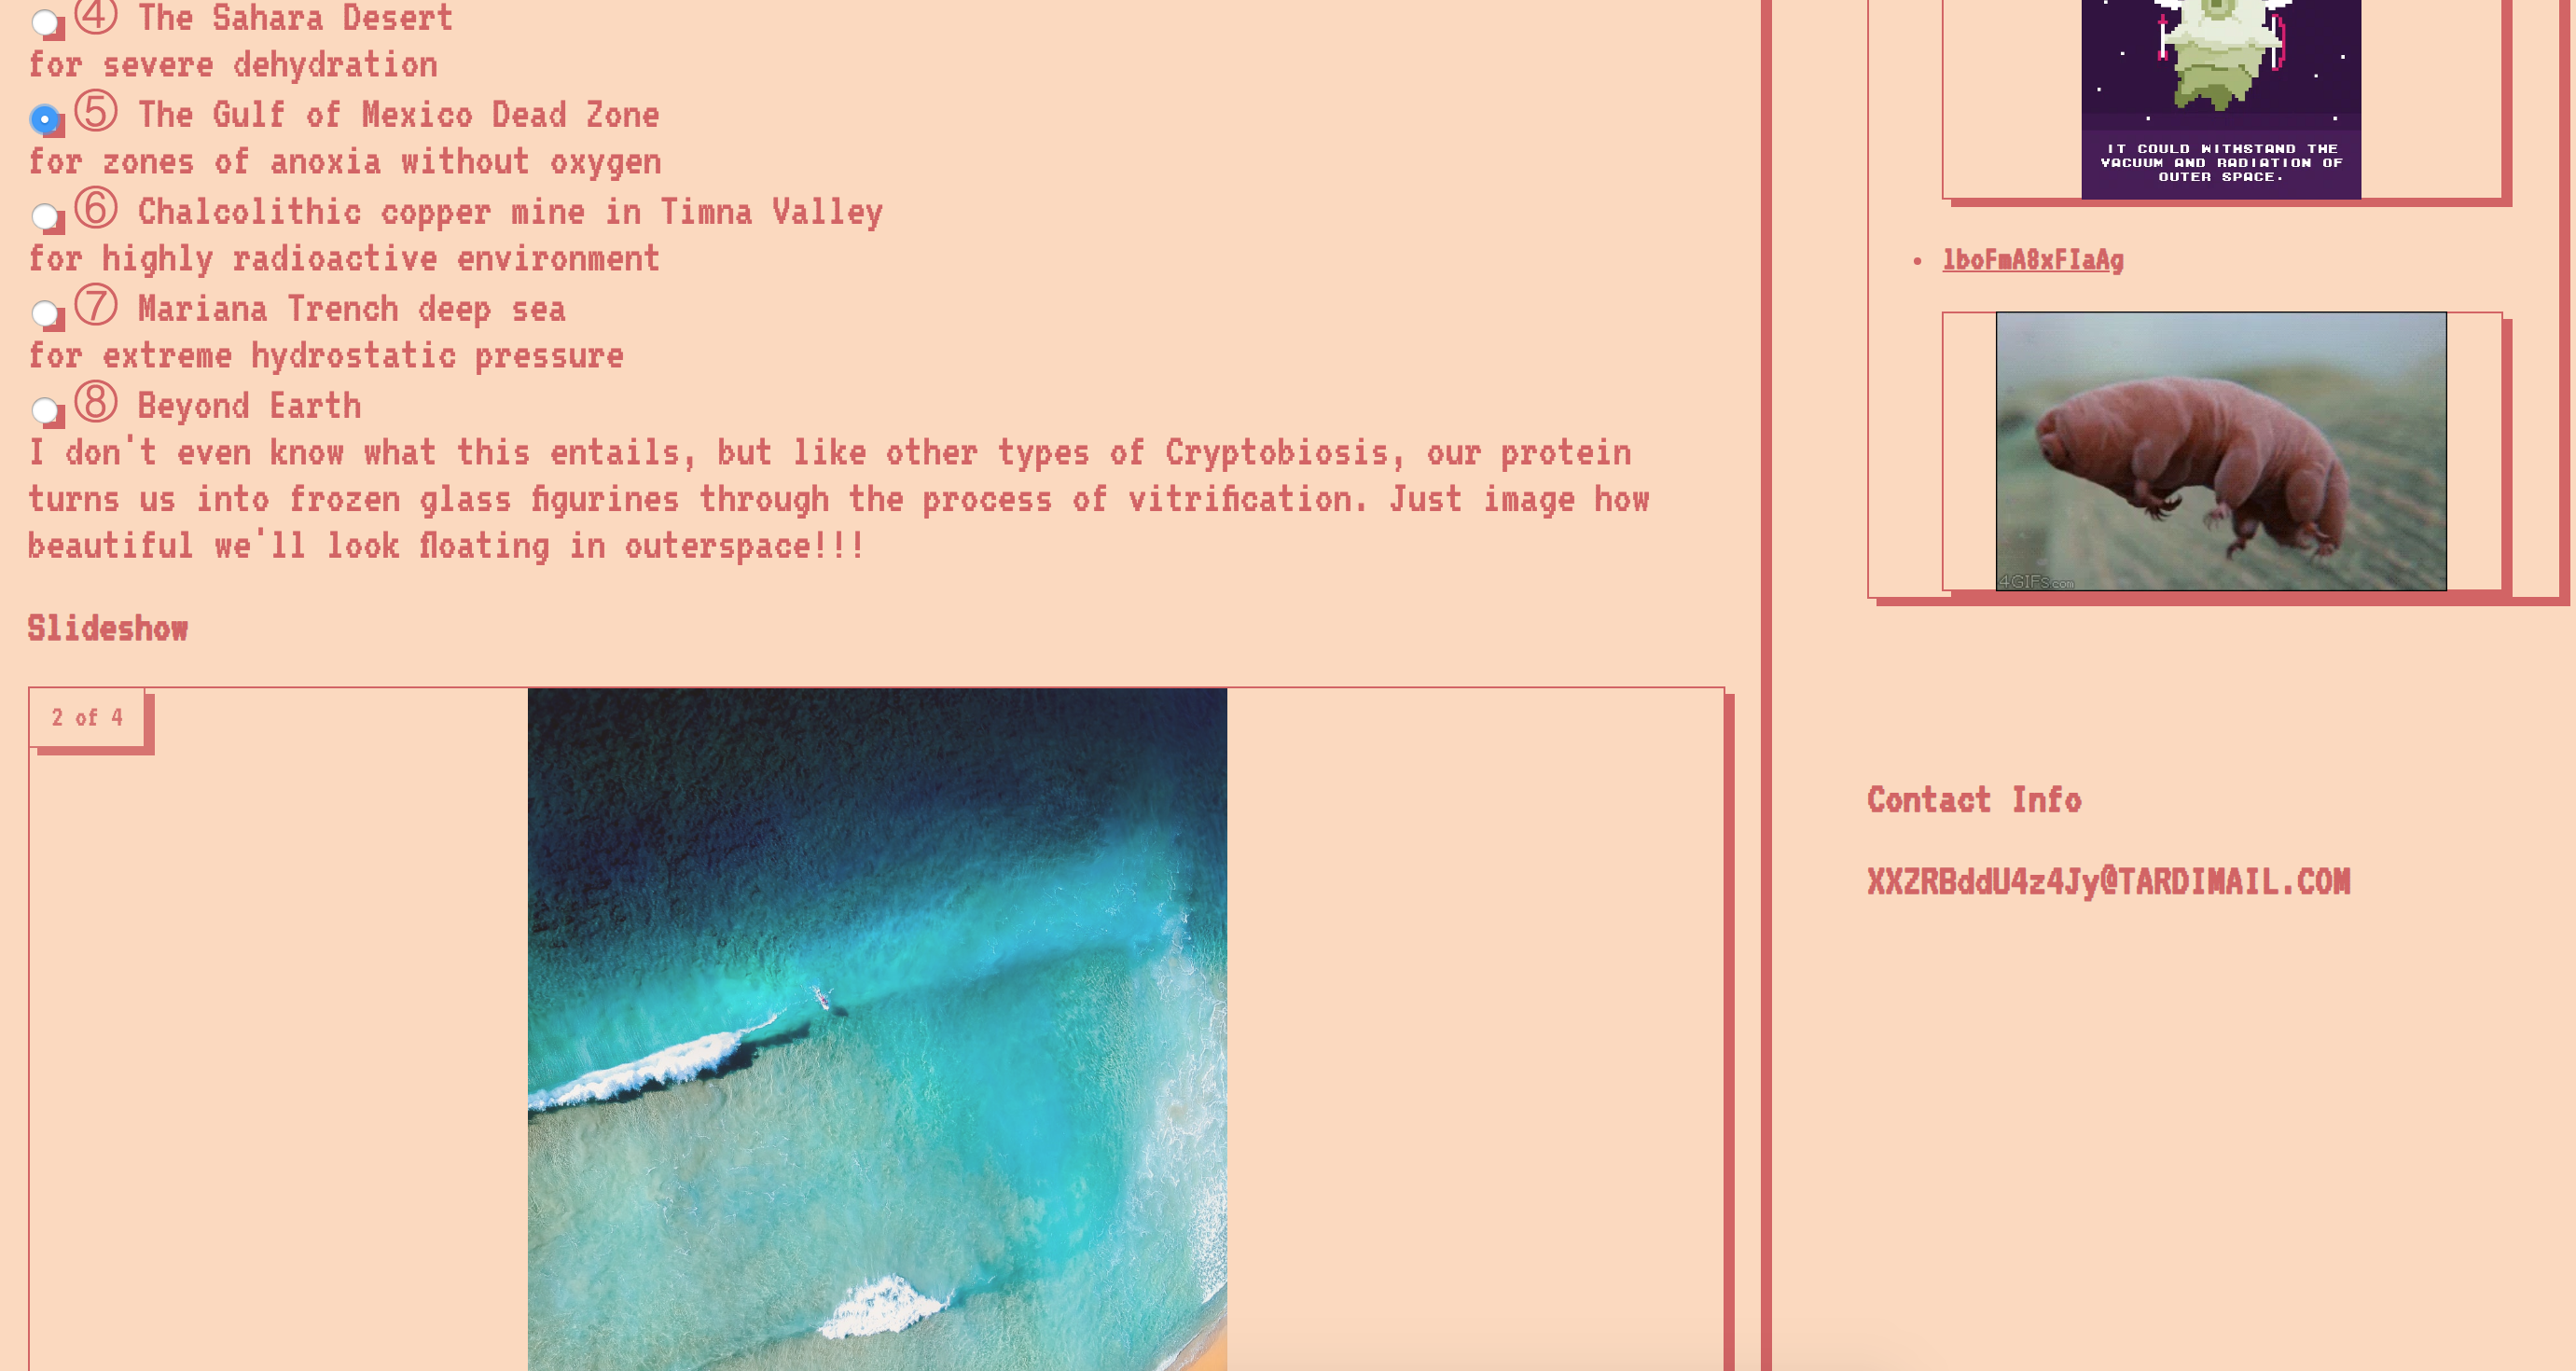 ④ The Sahara Desert
for severe dehydration
⑤ The Gulf of Mexico Dead Zone
for zones of anoxia without oxygen
⑥ Chalcolithic copper mine in Timna Valley
for highly radioactive environment
⑦ Mariana Trench deep sea
for extreme hydrostatic pressure
⑧ Beyond Earth
I don't even know what this entails, but like other types of Cryptobiosis, our protein
turns us into frozen glass figurines through the process of vitrification. Just image how
beautiful we'll look floating in outerspace!!!
Slideshow
2 of 4
IT COULD WITHSTAND THE
VACUUM AND RADIATION OF
OUTER SPACE.
• lboFmA8xFIaAg
4GIFs.com
Contact Info
XXZRBddU4z4Jy@TARDIMAIL.COM